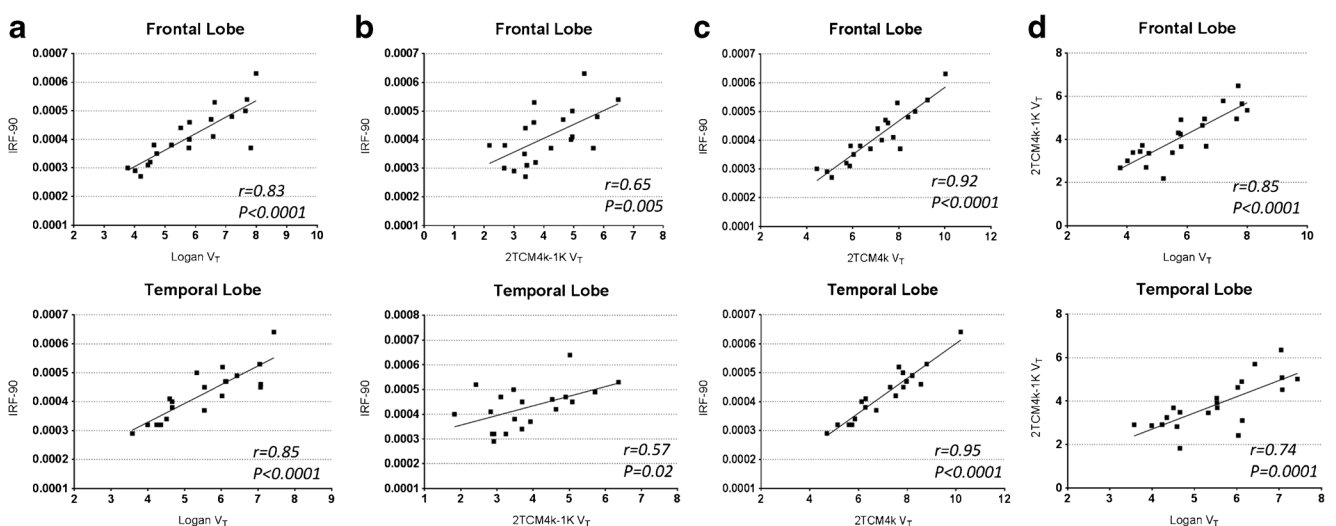 a
Frontal Lobe
0.0007
0.0006
0.0005
0.0004
0.0003
0.0002
0.0001
IRF-90
r=0.83
P<0.0001
2 3 4 5 6 7 8 9 10
Logan VT
b
Frontal Lobe
0.0007
0.0006
0.0005
0.0004
0.0003
0.0002
0.0001
IRF-90
r=0.65
P=0.005
0 1 2 3 4 5 6 7 8
2TCM4k-1K VT
c
Frontal Lobe
0.0007
0.0006
0.0005
0.0004
0.0003
0.0002
0.0001
IRF-90
r=0.92
P<0.0001
2 4 6 8 10 12
2TCM4k VT
d
Frontal Lobe
8
6
4
2
0
2TCM4k-1K VT
r=0.85
P<0.0001
2 4 6 8 10
Logan VT
Temporal Lobe
0.0007
0.0006
0.0005
0.0004
0.0003
0.0002
0.0001
IRF-90
r=0.85
P<0.0001
2 3 4 5 6 7 8 9
Logan VT
Temporal Lobe
0.0008
0.0007
0.0006
0.0005
0.0004
0.0003
0.0002
0.0001
IRF-90
r=0.57
P=0.02
1 2 3 4 5 6 7 8
2TCM4k-1K VT
Temporal Lobe
0.0007
0.0006
0.0005
0.0004
0.0003
0.0002
0.0001
IRF-90
r=0.95
P<0.0001
2 4 6 8 10 12
2TCM4k VT
Temporal Lobe
8
6
4
2
0
2TCM4k-1K VT
r=0.74
P=0.0001
2 3 4 5 6 7 8
Logan VT